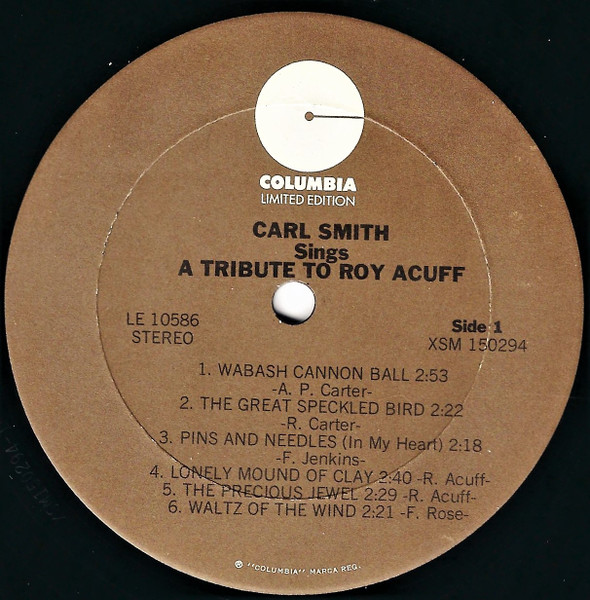 COLUMBIA
LIMITED EDITION
CARL SMITH
Sings
A TRIBUTE TO ROY ACUFF
LE 10586
STEREO
Side 1
XSM 150294
1. WABASH CANNON BALL 2:53
-A. P. Carter-
2. THE GREAT SPECKLED BIRD 2:22
-R. Carter-
3. PINS AND NEEDLES (In My Heart) 2:18
-F. Jenkins-
4. LONELY MOUND OF CLAY 2:40 -R. Acuff-
5. THE PRECIOUS JEWEL 2:29 -R. Acuff-
6. WALTZ OF THE WIND 2:21 -F. Rose-
® "COLUMBIA" MARCA REG.